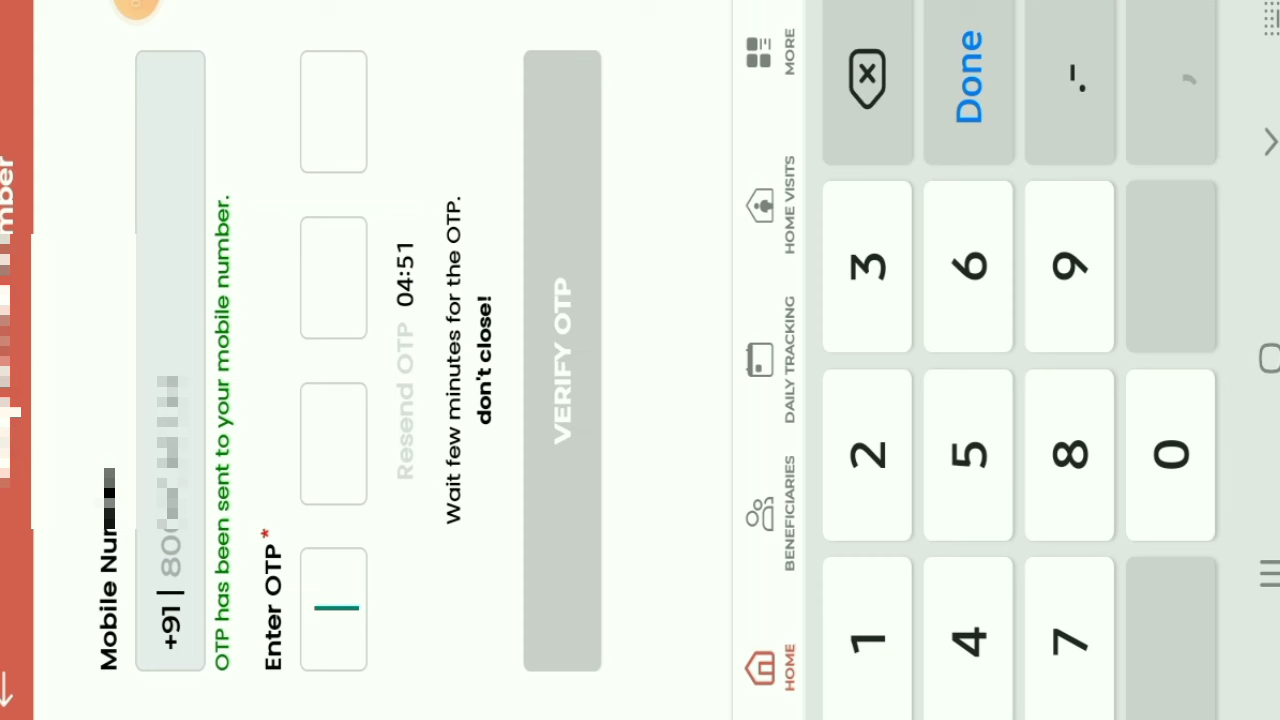 mber
Mobile Nu
+91 | 80
OTP has been sent to your mobile number.
Enter OTP *
Resend OTP 04:51
Wait few minutes for the OTP.
don't close!
VERIFY OTP
HOME
BENEFICIARIES
DAILY TRACKING
HOME VISITS
MORE
1 2 3
4 5 6 Done
7 8 9 .-
0 ,